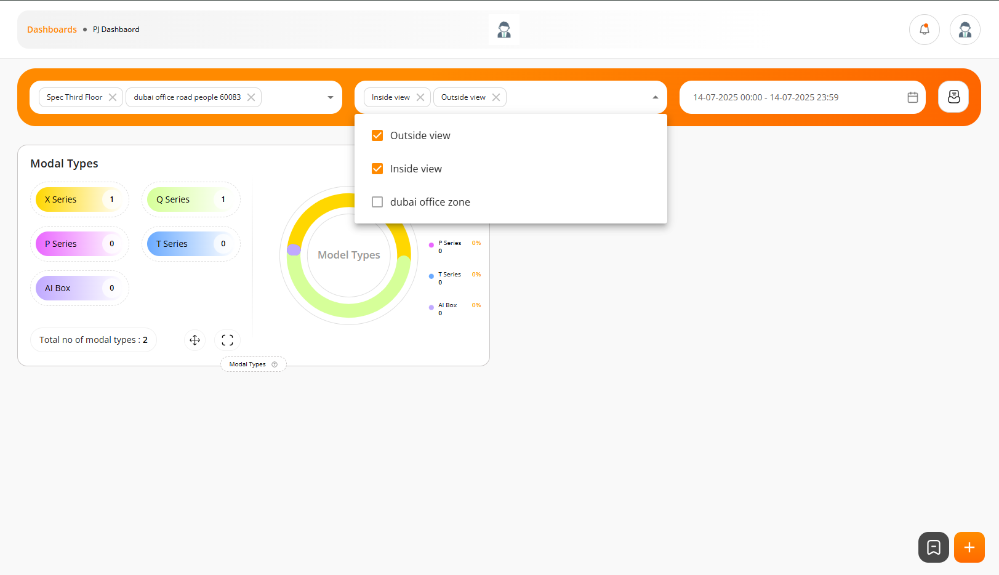 Dashboards • PJ Dashbaord
Spec Third Floor dubai office road people 60083
Inside view Outside view
14-07-2025 00:00 - 14-07-2025 23:59
Outside view
Inside view
dubai office zone
Modal Types
X Series 1
Q Series 1
P Series 0
T Series 0
AI Box 0
Total no of modal types : 2
Model Types
P Series 0%
0
T Series 0%
0
AI Box 0%
0
Modal Types